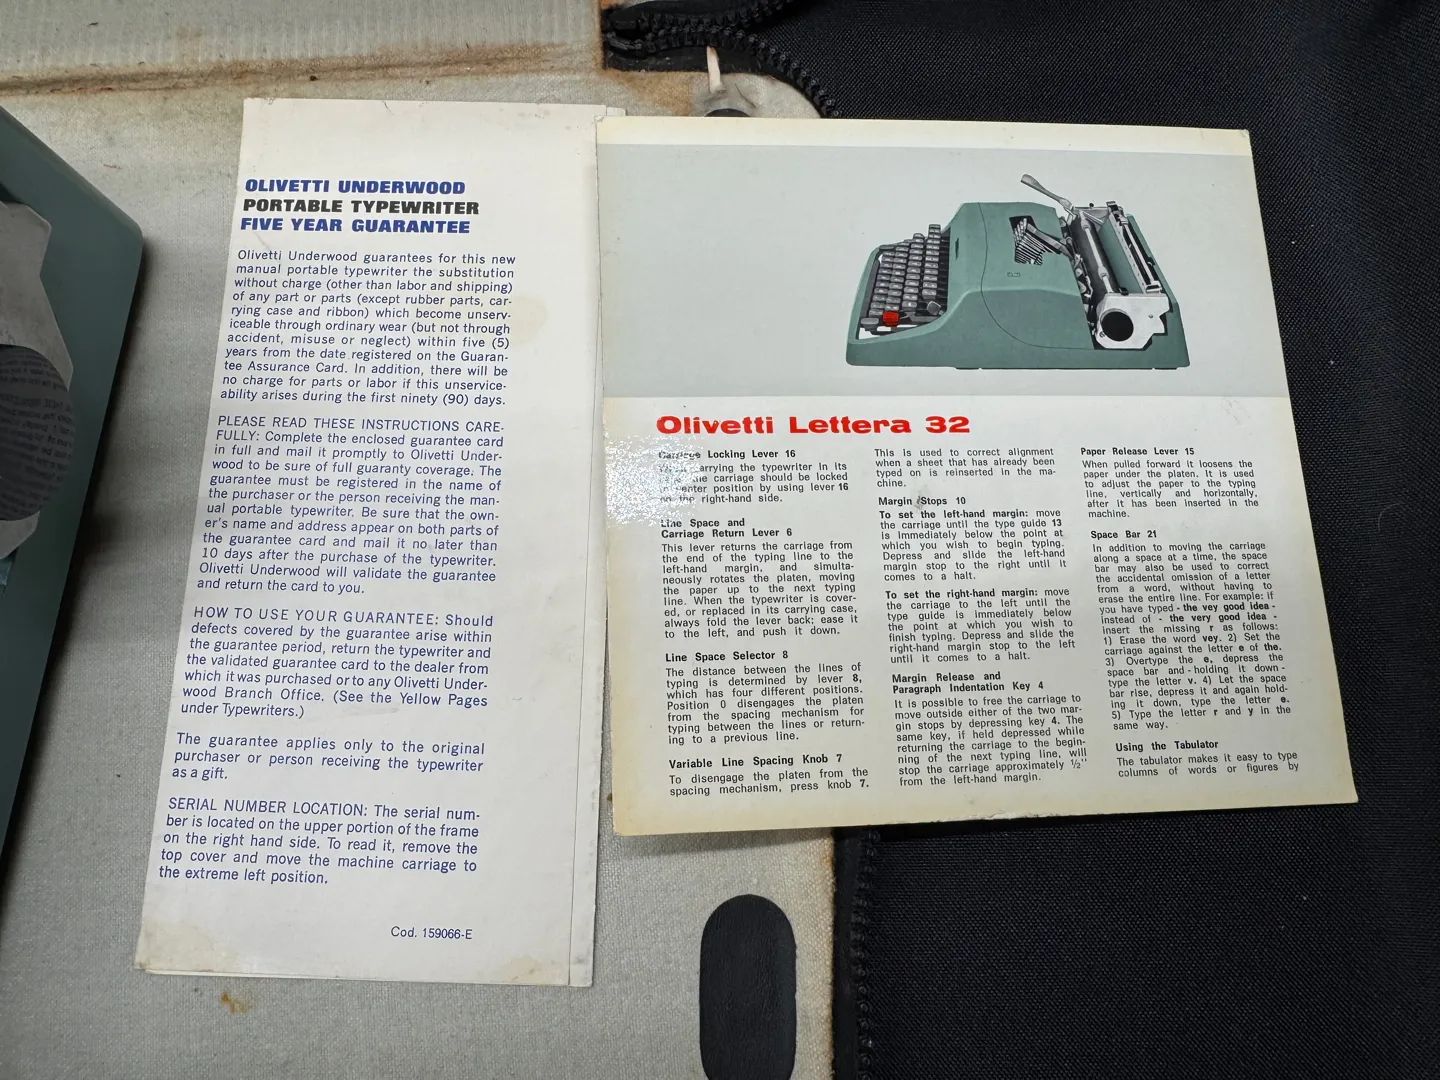 OLIVETTI UNDERWOOD
PORTABLE TYPEWRITER
FIVE YEAR GUARANTEE
Olivetti Underwood guarantees for this new
manual portable typewriter the substitution
without charge (other than labor and shipping)
of any part or parts (except rubber parts, car-
rying case and ribbon) which become unserv-
iceable through ordinary wear (but not through
accident, misuse or neglect) within five (5)
years from the date registered on the Guaran-
tee Assurance Card. In addition, there will be
no charge for parts or labor if this unservice-
ability arises during the first ninety (90) days.
PLEASE READ THESE INSTRUCTIONS CARE-
FULLY: Complete the enclosed guarantee card
in full and mail it promptly to Olivetti Under-
wood to be sure of full guaranty coverage. The
guarantee must be registered in the name of
the purchaser or the person receiving the man-
ual portable typewriter. Be sure that the own-
er's name and address appear on both parts of
the guarantee card and mail it no later than
10 days after the purchase of the typewriter.
Olivetti Underwood will validate the guarantee
and return the card to you.
HOW TO USE YOUR GUARANTEE: Should
defects covered by the guarantee arise within
the guarantee period, return the typewriter and
the validated guarantee card to the dealer from
which it was purchased or to any Olivetti Under-
wood Branch Office. (See the Yellow Pages
under Typewriters.)
The guarantee applies only to the original
purchaser or person receiving the typewriter
as a gift.
SERIAL NUMBER LOCATION: The serial num-
ber is located on the upper portion of the frame
on the right hand side. To read it, remove the
top cover and move the machine carriage to
the extreme left position.
Cod. 159066-E
Olivetti Lettera 32
Carriage Locking Lever 16
When carrying the typewriter in its
the carriage should be locked
center position by using lever 16
on the right-hand side.
Line Space and
Carriage Return Lever 6
This lever returns the carriage from
the end of the typing line to the
left-hand margin, and simulta-
neously rotates the platen, moving
the paper up to the next typing
line. When the typewriter is cover-
ed, or replaced in its carrying case,
always fold the lever back; ease it
to the left, and push it down.
Line Space Selector 8
The distance between the lines of
typing is determined by lever 8,
which has four different positions.
Position 0 disengages the platen
from the spacing mechanism for
typing between the lines or return-
ing to a previous line.
Variable Line Spacing Knob 7
To disengage the platen from the
spacing mechanism, press knob 7.
This is used to correct alignment
when a sheet that has already been
typed on is reinserted in the ma-
chine.
Margin Stops 10
To set the left-hand margin: move
the carriage until the type guide 13
is immediately below the point at
which you wish to begin typing.
Depress and slide the left-hand
margin stop to the right until it
comes to a halt.
To set the right-hand margin: move
the carriage to the left until the
type guide is immediately below
the point at which you wish to
finish typing. Depress and slide the
right-hand margin stop to the left
until it comes to a halt.
Margin Release and
Paragraph Indentation Key 4
It is possible to free the carriage to
move outside either of the two mar-
gin stops by depressing key 4. The
same key, if held depressed while
returning the carriage to the begin-
ning of the next typing line, will
stop the carriage approximately ½"
from the left-hand margin.
Paper Release Lever 15
When pulled forward it loosens the
paper under the platen. It is used
to adjust the paper to the typing
line, vertically and horizontally,
after it has been inserted in the
machine.
Space Bar 21
In addition to moving the carriage
along a space at a time, the space
bar may also be used to correct
the accidental omission of a letter
from a word, without having to
erase the entire line. For example: if
you have typed - the vey good idea -
instead of - the very good idea -
insert the missing r as follows:
1) Erase the word vey. 2) Set the
carriage against the letter e of the.
3) Overtype the e, depress the
space bar and - holding it down -
type the letter v. 4) Let the space
bar rise, depress it and again hold-
ing it down, type the letter e.
5) Type the letter r and y in the
same way.
Using the Tabulator
The tabulator makes it easy to type
columns of words or figures by